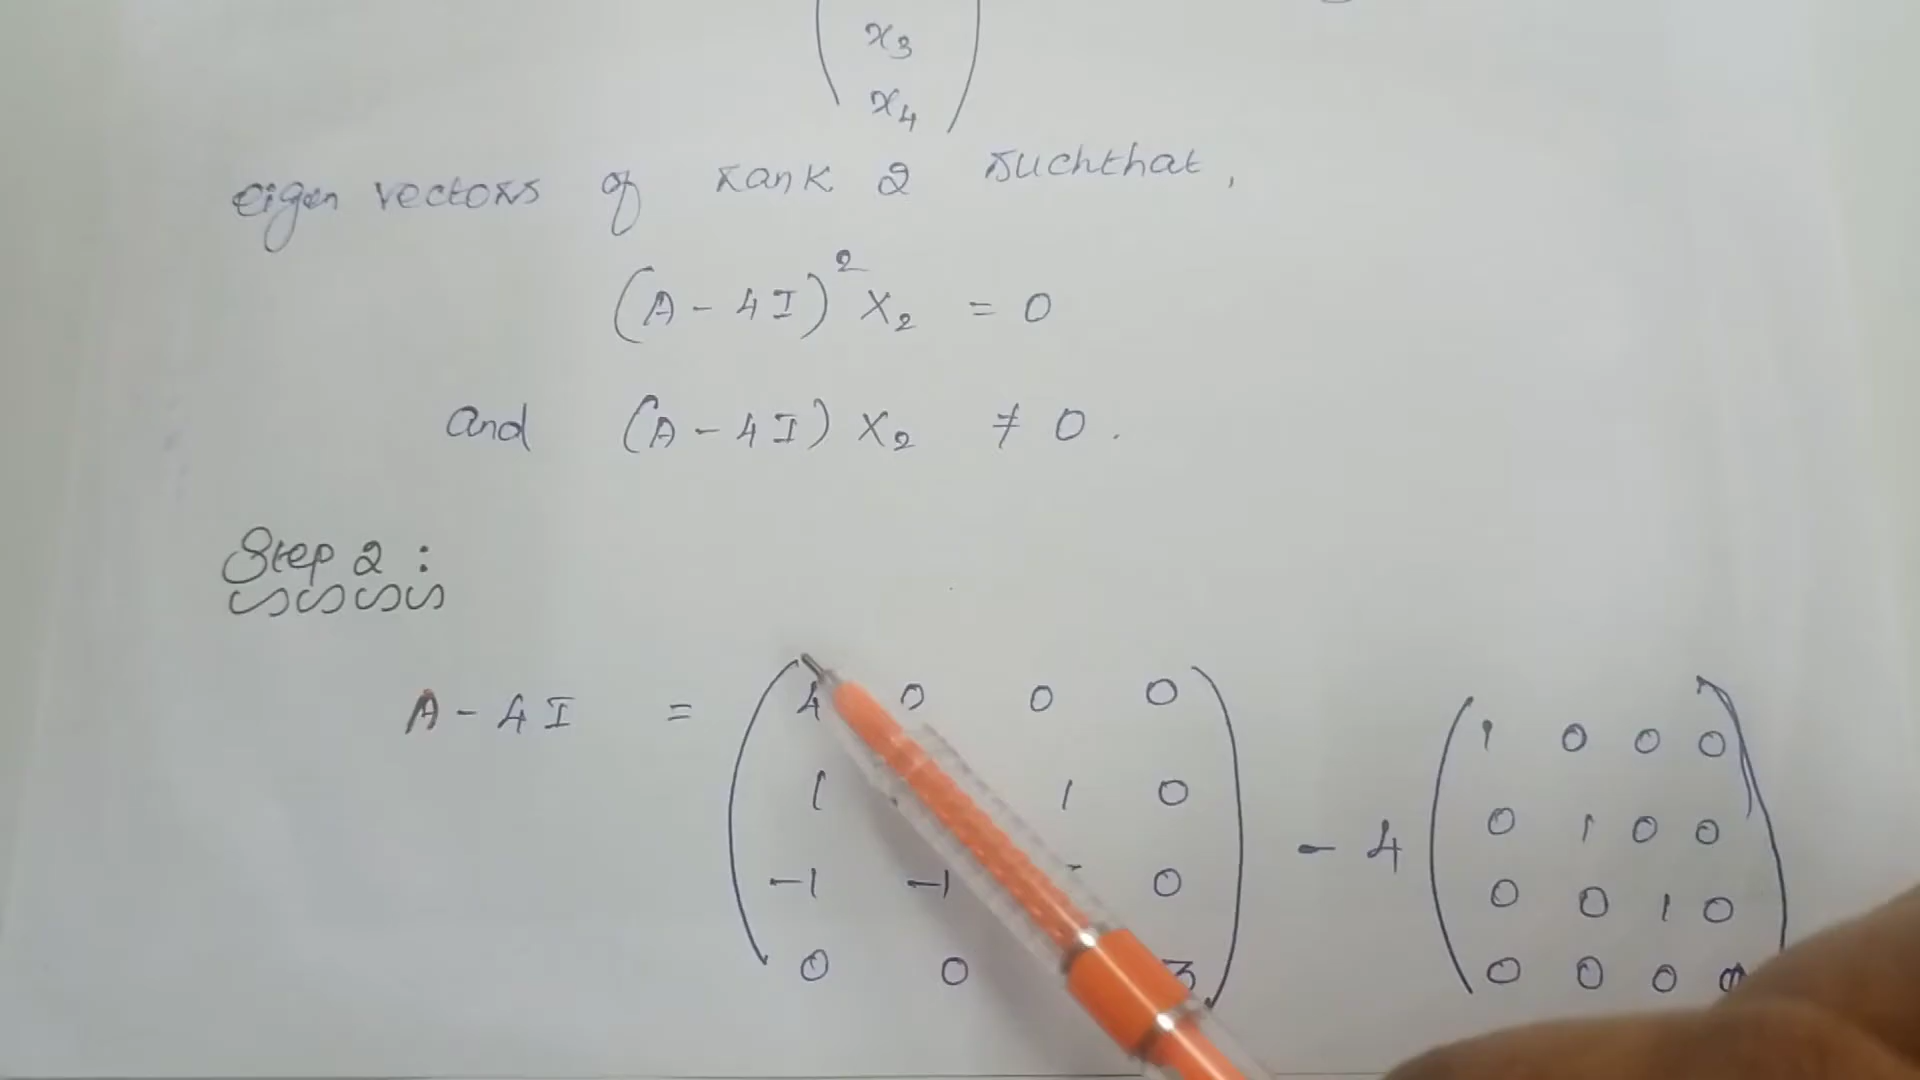 x3
x4
eigen vectors of rank 2 suchthat,
(A - 4I)² X₂ = 0
and (A - 4I) X₂ ≠ 0.
Step 2 :
A - 4I = ( 4 0 0 0 ) - 4 ( 1 0 0 0 )
1 1 0 0 1 0 0
-1 -1 0 0 0 1 0
0 0 3 0 0 0